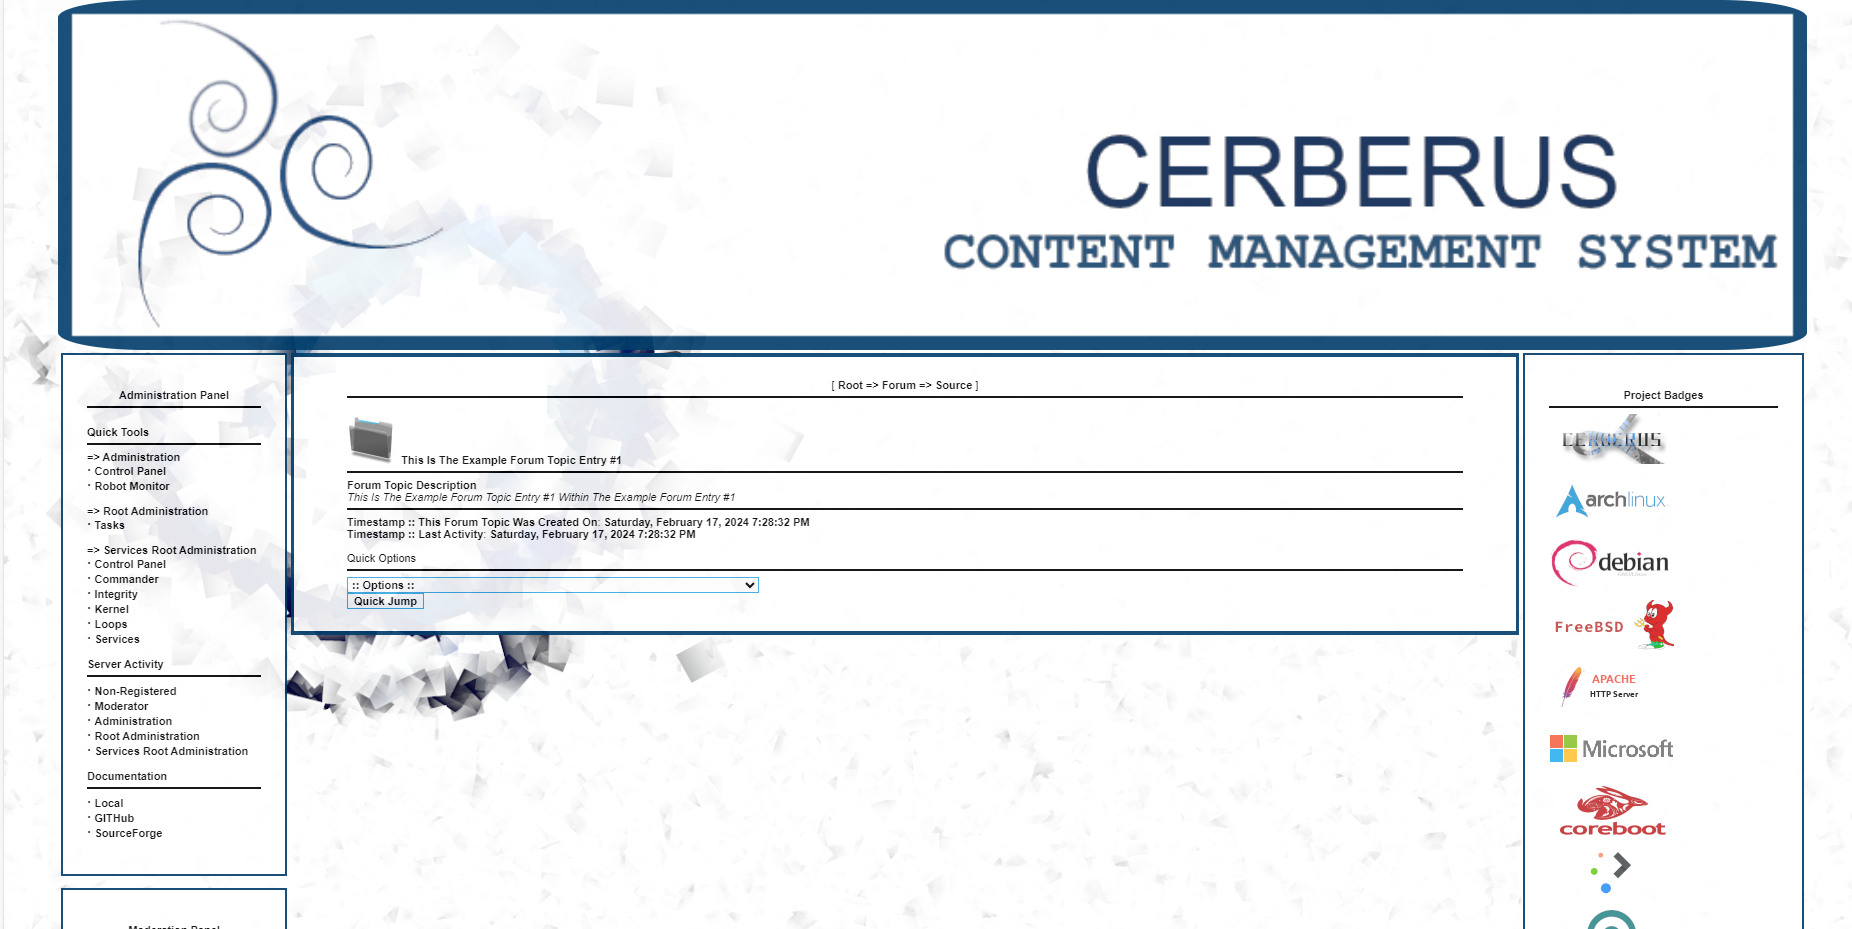 CERBERUS
CONTENT MANAGEMENT SYSTEM
Administration Panel
Quick Tools
=> Administration
· Control Panel
· Robot Monitor
=> Root Administration
· Tasks
=> Services Root Administration
· Control Panel
· Commander
· Integrity
· Kernel
· Loops
· Services
Server Activity
· Non-Registered
· Moderator
· Administration
· Root Administration
· Services Root Administration
Documentation
· Local
· GITHub
· SourceForge
Moderation Panel
[ Root => Forum => Source ]
This Is The Example Forum Topic Entry #1
Forum Topic Description
This Is The Example Forum Topic Entry #1 Within The Example Forum Entry #1
Timestamp :: This Forum Topic Was Created On: Saturday, February 17, 2024 7:28:32 PM
Timestamp :: Last Activity: Saturday, February 17, 2024 7:28:32 PM
Quick Options
:: Options ::
Quick Jump
Project Badges
CERBERUS
archlinux
debian
FreeBSD
APACHE
HTTP Server
Microsoft
coreboot